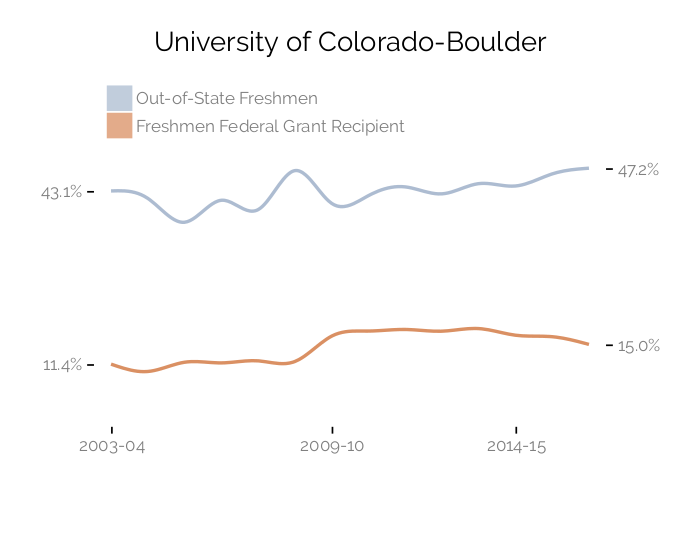 University of Colorado-Boulder
Out-of-State Freshmen
Freshmen Federal Grant Recipient
47.2%
43.1%
15.0%
11.4%
2003-04 2009-10 2014-15